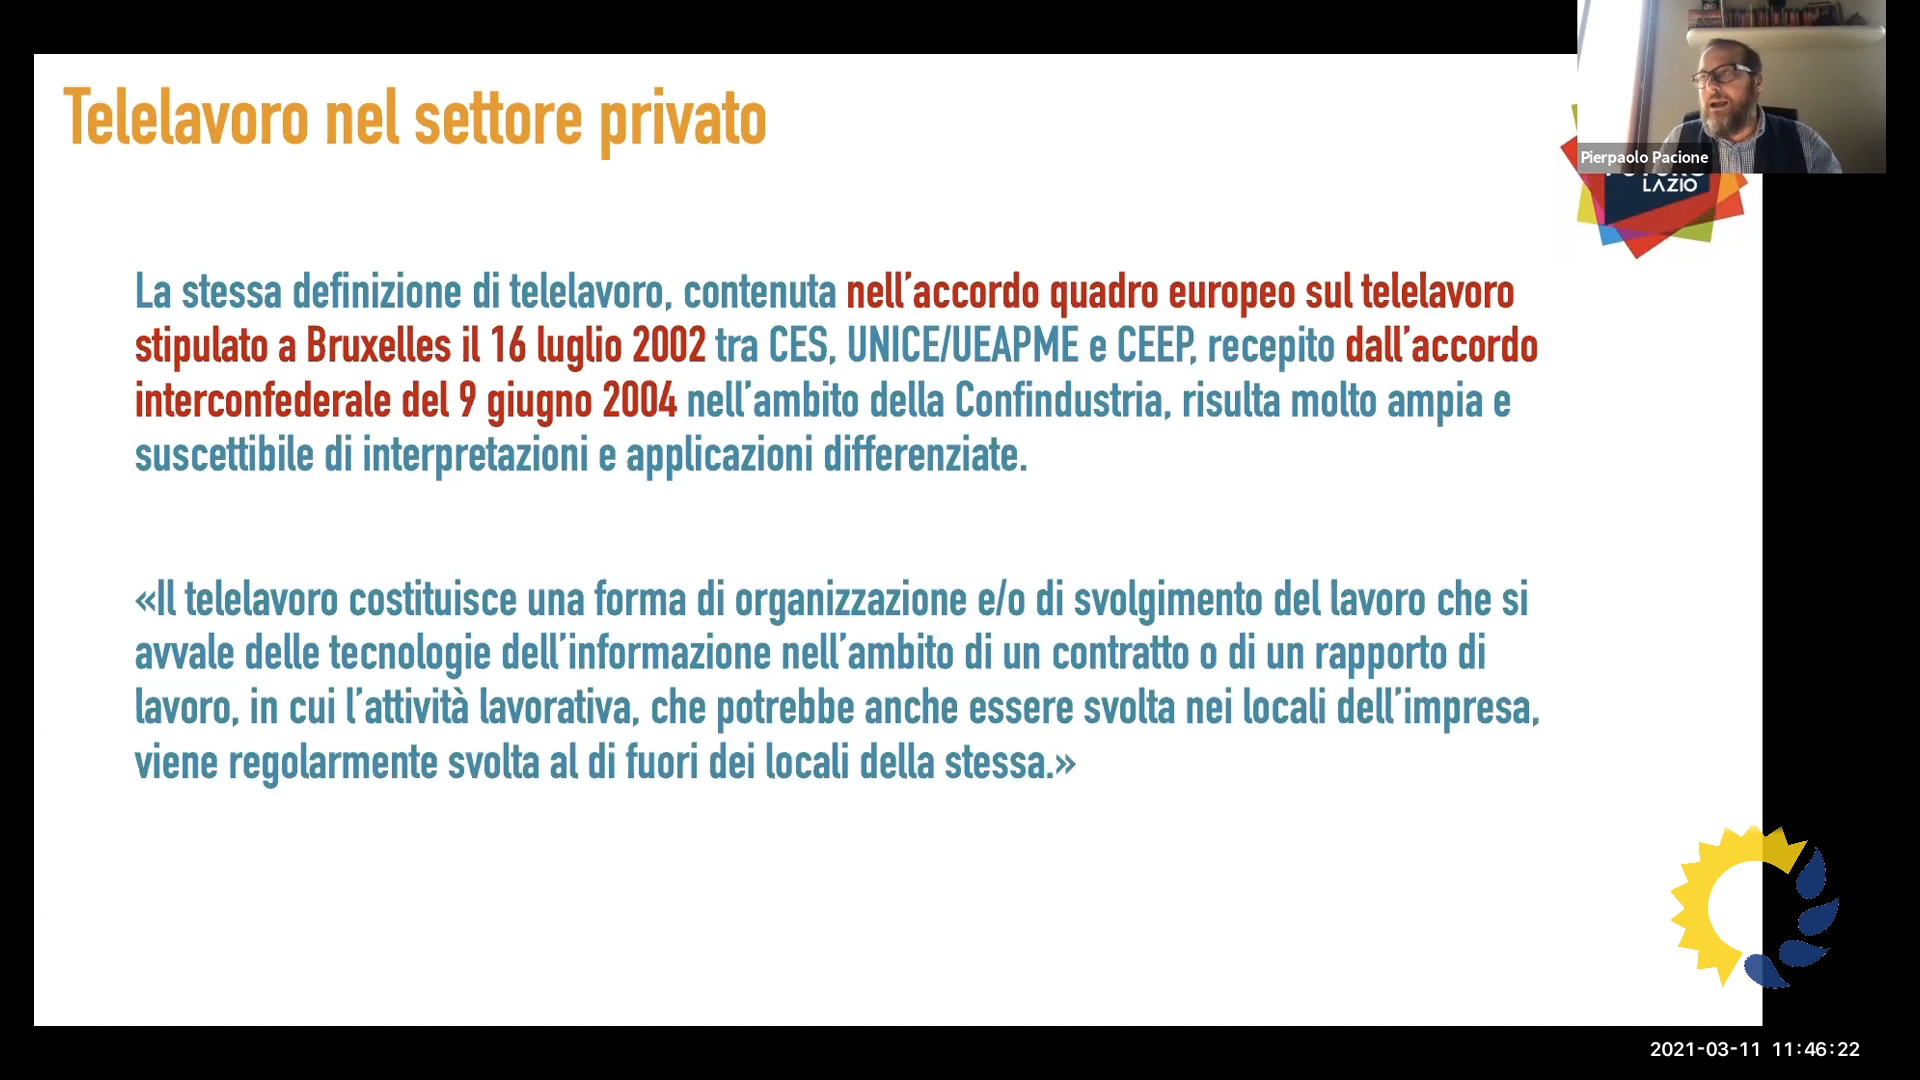 Telelavoro nel settore privato
Pierpaolo Pacione
LAZIO
La stessa definizione di telelavoro, contenuta nell'accordo quadro europeo sul telelavoro
stipulato a Bruxelles il 16 luglio 2002 tra CES, UNICE/UEAPME e CEEP, recepito dall'accordo
interconfederale del 9 giugno 2004 nell'ambito della Confindustria, risulta molto ampia e
suscettibile di interpretazioni e applicazioni differenziate.
«Il telelavoro costituisce una forma di organizzazione e/o di svolgimento del lavoro che si
avvale delle tecnologie dell'informazione nell'ambito di un contratto o di un rapporto di
lavoro, in cui l'attività lavorativa, che potrebbe anche essere svolta nei locali dell'impresa,
viene regolarmente svolta al di fuori dei locali della stessa.»
2021-03-11 11:46:22